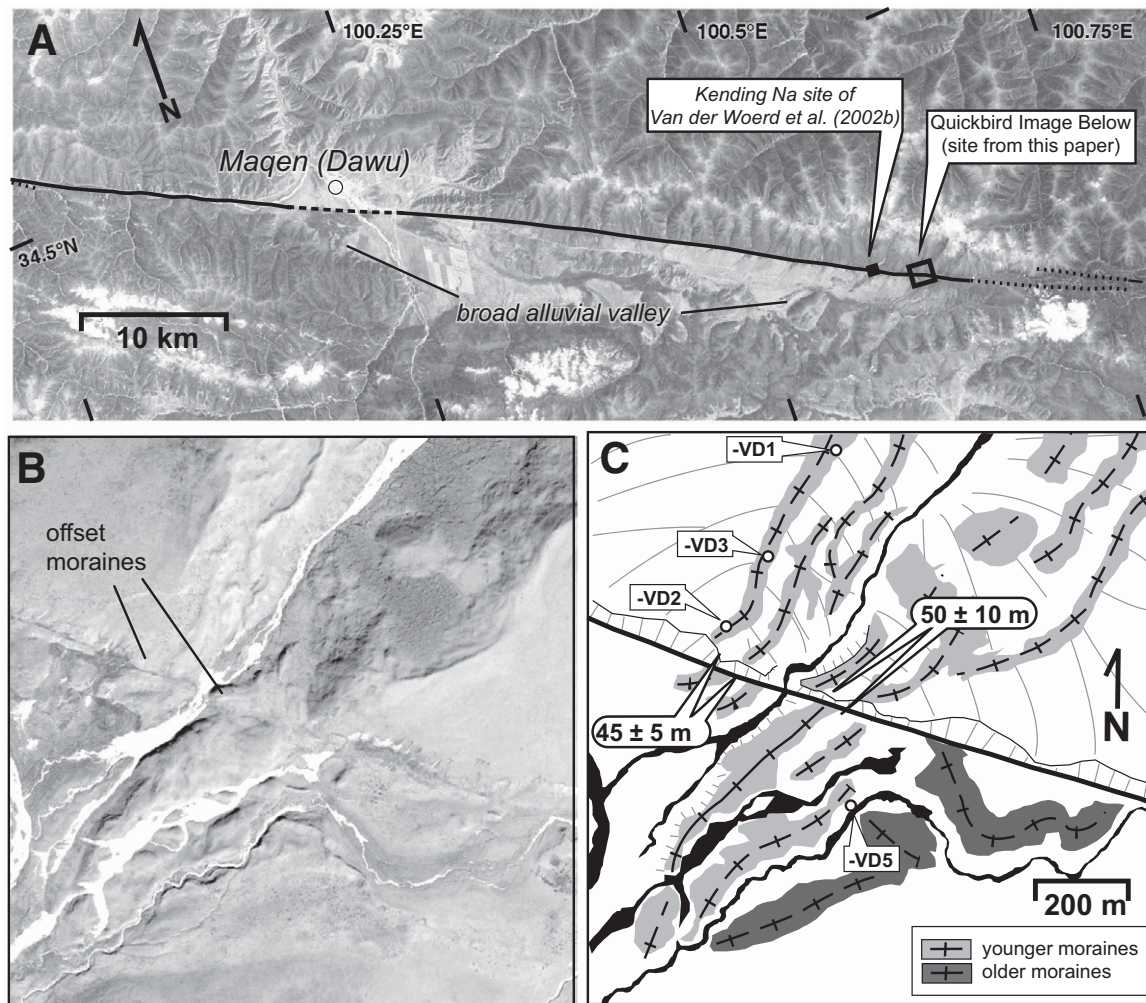 A
100.25°E
100.5°E
100.75°E
N
Kending Na site of
Van der Woerd et al. (2002b)
Quickbird Image Below
(site from this paper)
Maqen (Dawu)
34.5°N
10 km
broad alluvial valley
B
offset
moraines
C
-VD1
-VD3
-VD2
50 ± 10 m
45 ± 5 m
N
-VD5
200 m
younger moraines
older moraines